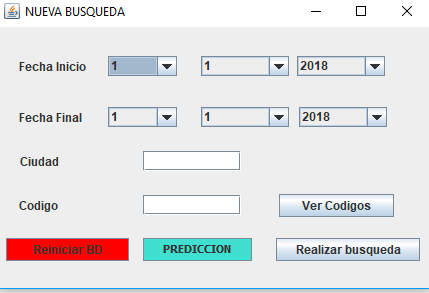 NUEVA BUSQUEDA
Fecha Inicio 1 1 2018
Fecha Final 1 1 2018
Ciudad
Codigo Ver Codigos
Reiniciar BD PREDICCION Realizar busqueda